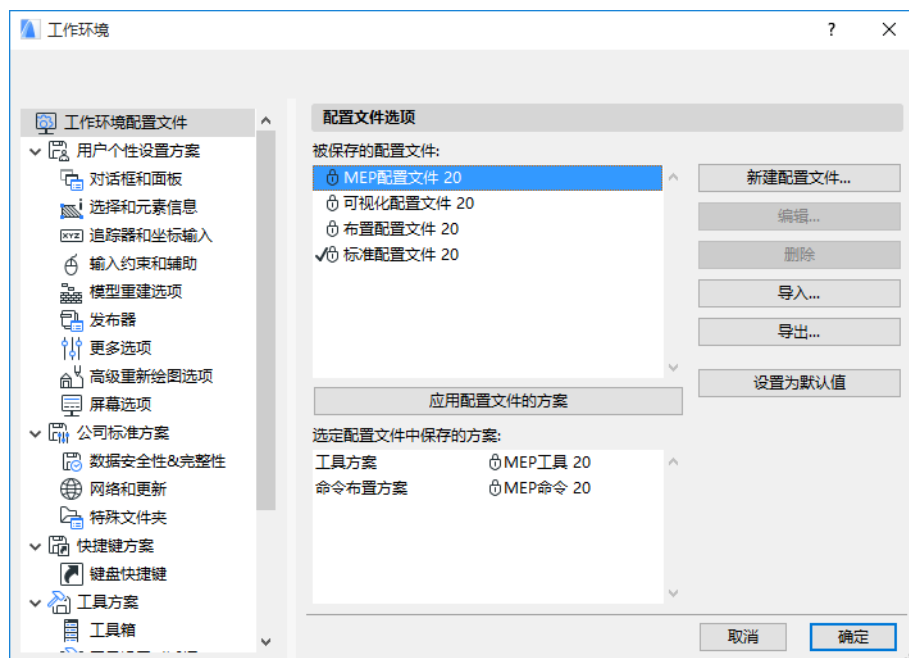 工作环境
?
工作环境配置文件
用户个性设置方案
对话框和面板
选择和元素信息
XYZ 追踪器和坐标输入
输入约束和辅助
模型重建选项
发布器
更多选项
高级重新绘图选项
屏幕选项
公司标准方案
数据安全性&完整性
网络和更新
特殊文件夹
快捷键方案
键盘快捷键
工具方案
工具箱
配置文件选项
被保存的配置文件:
MEP配置文件 20
可视化配置文件 20
布置配置文件 20
标准配置文件 20
新建配置文件...
编辑...
删除
导入...
导出...
设置为默认值
应用配置文件的方案
选定配置文件中保存的方案:
工具方案 MEP工具 20
命令布置方案 MEP命令 20
取消
确定